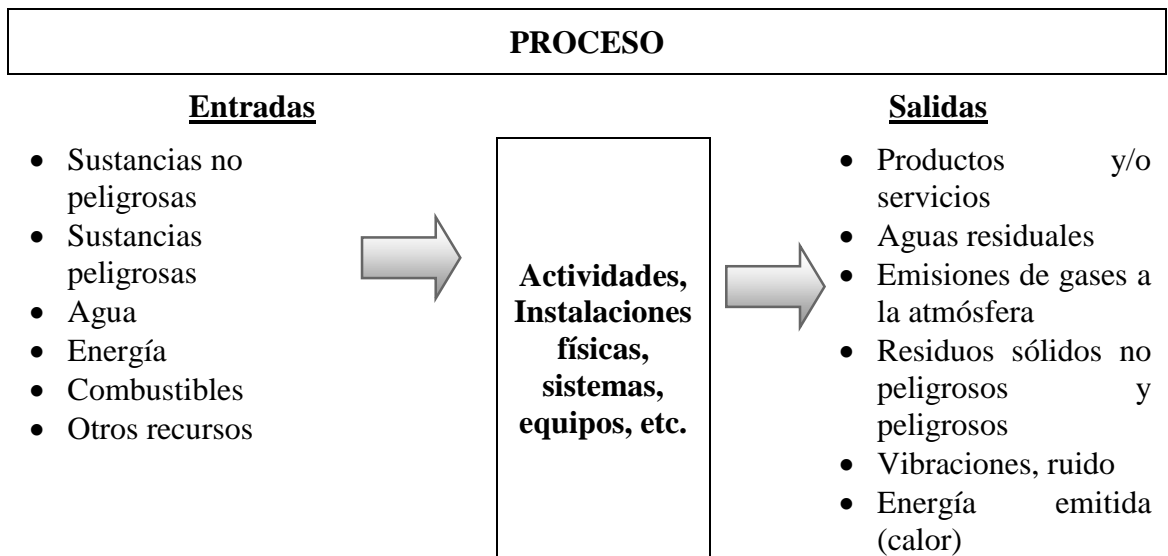 PROCESO
Entradas
• Sustancias no
peligrosas
• Sustancias
peligrosas
• Agua
• Energía
• Combustibles
• Otros recursos
Actividades,
Instalaciones
físicas,
sistemas,
equipos, etc.
Salidas
• Productos y/o
servicios
• Aguas residuales
• Emisiones de gases a
la atmósfera
• Residuos sólidos no
peligrosos y
peligrosos
• Vibraciones, ruido
• Energía emitida
(calor)